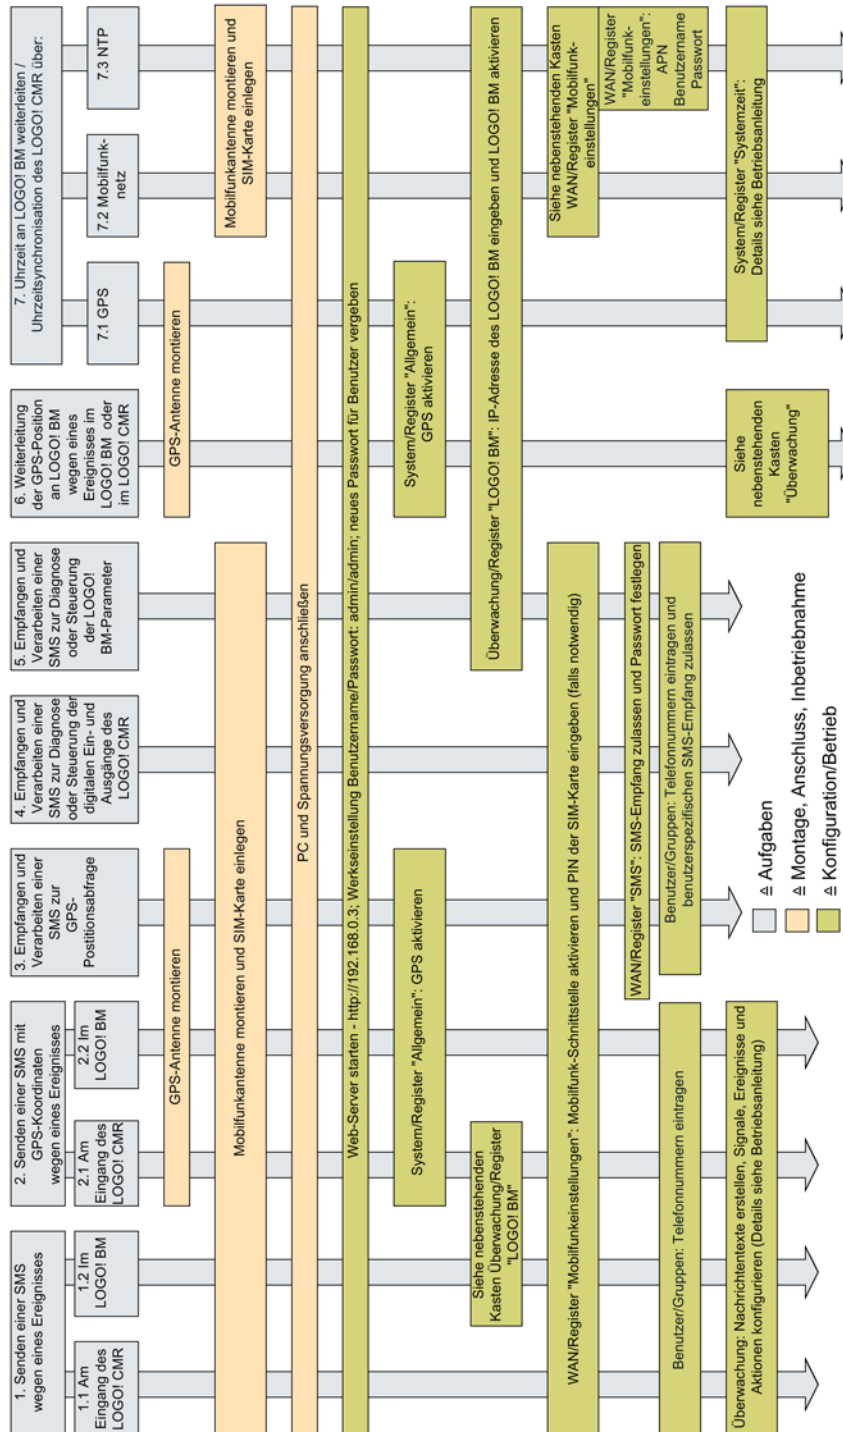 1. Senden einer SMS
wegen eines Ereignisses
1.1 Am
Eingang des
LOGO! CMR
1.2 Im
LOGO! BM
2. Senden einer SMS mit
GPS-Koordinaten
wegen eines Ereignisses
2.1 Am
Eingang des
LOGO! CMR
2.2 Im
LOGO! BM
3. Empfangen und
Verarbeiten einer
SMS zur
GPS-
Postitionsabfrage
4. Empfangen und
Verarbeiten einer
SMS zur Diagnose
oder Steuerung der
digitalen Ein- und
Ausgänge des
LOGO! CMR
5. Empfangen und
Verarbeiten einer
SMS zur Diagnose
oder Steuerung
der LOGO!
BM-Parameter
6. Weiterleitung
der GPS-Position
an LOGO! BM
wegen eines
Ereignisses im
LOGO! BM oder
im LOGO! CMR
7. Uhrzeit an LOGO! BM weiterleiten /
Uhrzeitsynchronisation des LOGO! CMR über:
7.1 GPS
7.2 Mobilfunk-
netz
7.3 NTP
GPS-Antenne montieren
GPS-Antenne montieren
GPS-Antenne montieren
Mobilfunkantenne montieren und SIM-Karte einlegen
Mobilfunkantenne montieren und
SIM-Karte einlegen
PC und Spannungsversorgung anschließen
Web-Server starten - http://192.168.0.3; Werkseinstellung Benutzername/Passwort: admin/admin; neues Passwort für Benutzer vergeben
System/Register "Allgemein":
GPS aktivieren
System/Register "Allgemein": GPS aktivieren
System/Register "Allgemein":
GPS aktivieren
Siehe nebenstehenden
Kasten Überwachung/Register
"LOGO! BM"
Überwachung/Register "LOGO! BM": IP-Adresse des LOGO! BM eingeben und LOGO! BM aktivieren
WAN/Register "Mobilfunkeinstellungen": Mobilfunk-Schnittstelle aktivieren und PIN der SIM-Karte eingeben (falls notwendig)
Siehe nebenstehenden Kasten
WAN/Register "Mobilfunk-
einstellungen"
WAN/Register
"Mobilfunk-
einstellungen":
APN
Benutzername
Passwort
WAN/Register "SMS": SMS-Empfang zulassen und Passwort festlegen
Benutzer/Gruppen: Telefonnummern eintragen
Benutzer/Gruppen: Telefonnummern eintragen und
benutzerspezifischen SMS-Empfang zulassen
Überwachung: Nachrichtentexte erstellen, Signale, Ereignisse und
Aktionen konfigurieren (Details siehe Betriebsanleitung)
Siehe
nebenstehenden
Kasten
"Überwachung"
System/Register "Systemzeit":
Details siehe Betriebsanleitung
≙ Aufgaben
≙ Montage, Anschluss, Inbetriebnahme
≙ Konfiguration/Betrieb